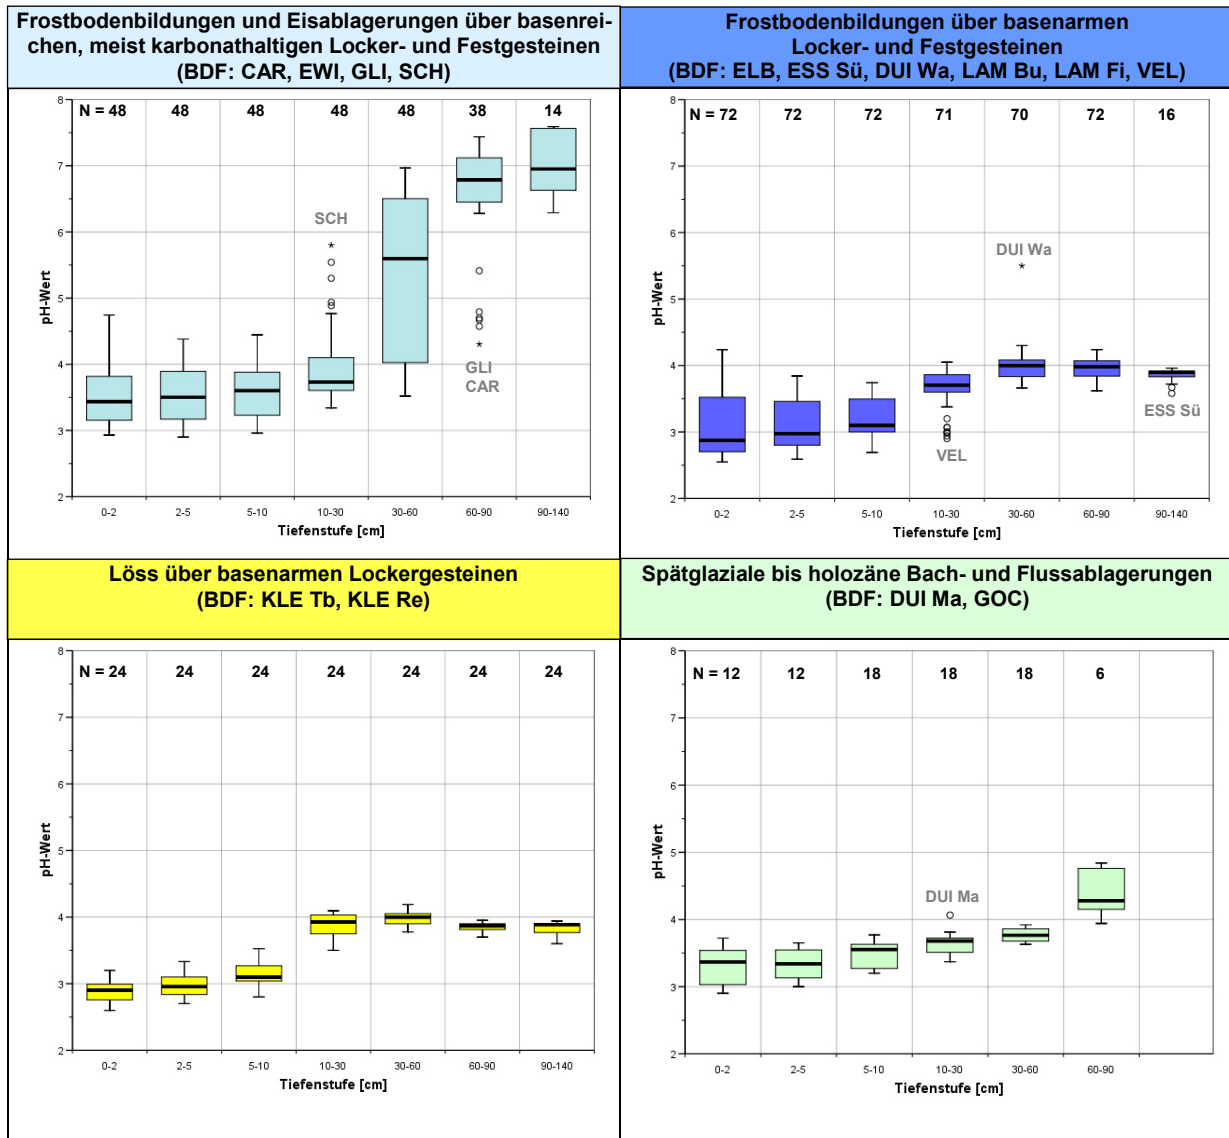 Frostbodenbildungen und Eisablagerungen über basenrei-
chen, meist karbonathaltigen Locker- und Festgesteinen
(BDF: CAR, EWI, GLI, SCH)
N = 48 48 48 48 48 38 14
8
7
6
5
4
3
2
pH-Wert
SCH
GLI
CAR
0-2 2-5 5-10 10-30 30-60 60-90 90-140
Tiefenstufe [cm]
Frostbodenbildungen über basenarmen
Locker- und Festgesteinen
(BDF: ELB, ESS Sü, DUI Wa, LAM Bu, LAM Fi, VEL)
N = 72 72 72 71 70 72 16
8
7
6
5
4
3
2
pH-Wert
DUI Wa
ESS Sü
VEL
0-2 2-5 5-10 10-30 30-60 60-90 90-140
Tiefenstufe [cm]
Löss über basenarmen Lockergesteinen
(BDF: KLE Tb, KLE Re)
N = 24 24 24 24 24 24 24
8
7
6
5
4
3
2
pH-Wert
0-2 2-5 5-10 10-30 30-60 60-90 90-140
Tiefenstufe [cm]
Spätglaziale bis holozäne Bach- und Flussablagerungen
(BDF: DUI Ma, GOC)
N = 12 12 18 18 18 6
8
7
6
5
4
3
2
pH-Wert
DUI Ma
0-2 2-5 5-10 10-30 30-60 60-90
Tiefenstufe [cm]